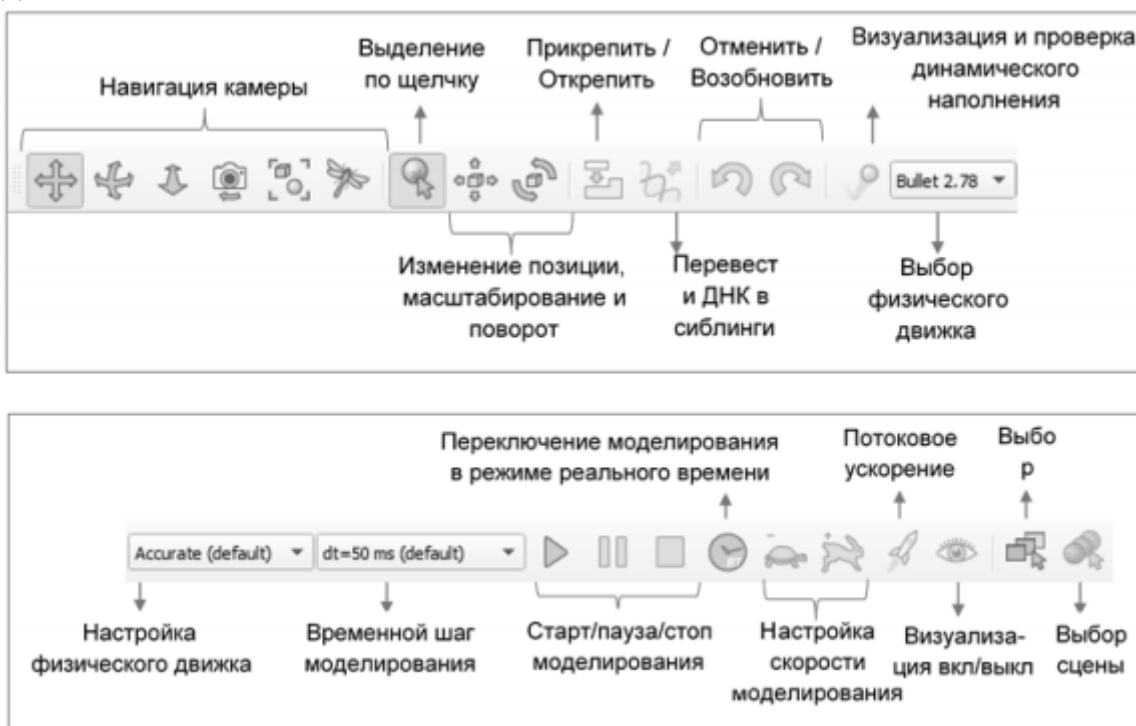 Навигация камеры
Выделение
по щелчку
Прикрепить /
Открепить
Отменить /
Возобновить
Визуализация и проверка
динамического
наполнения
Bullet 2.78
Изменение позиции,
масштабирование и
поворот
Перевест
и ДНК в
сиблинги
Выбор
физического
движка
Переключение моделирования
в режиме реального времени
Потоковое
ускорение
Выбо
р
Accurate (default)
dt=50 ms (default)
Настройка
физического движка
Временной шаг
моделирования
Старт/пауза/стоп
моделирования
Настройка
скорости
моделирования
Визуализа-
ция вкл/выкл
Выбор
сцены